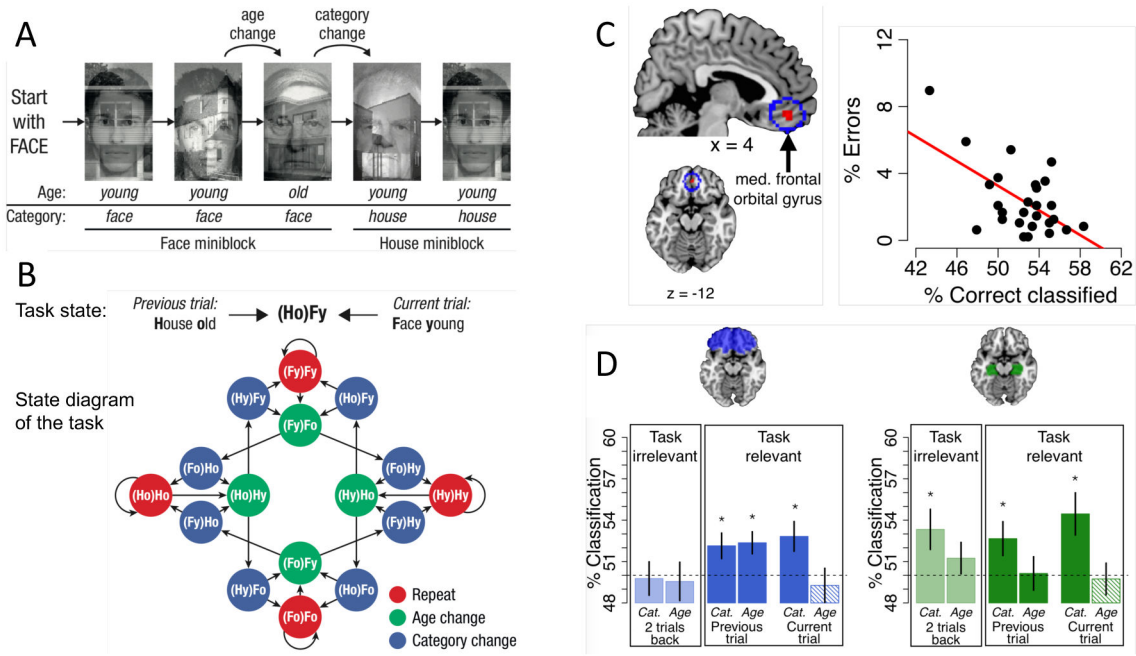 A
age change
category change
Start with FACE
Age: young young old young young
Category: face face face house house
Face miniblock House miniblock
B
Task state:
Previous trial: House old
(Ho)Fy
Current trial: Face young
State diagram of the task
(Fy)Fy
(Hy)Fy (Ho)Fy
(Fy)Fo
(Fo)Ho (Fo)Hy
(Ho)Ho (Ho)Hy (Hy)Ho (Hy)Hy
(Fy)Ho (Fy)Hy
(Fo)Fy
(Hy)Fo (Ho)Fo
(Fo)Fo
Repeat
Age change
Category change
C
x = 4
med. frontal orbital gyrus
z = -12
% Errors
12
8
4
0
42 46 50 54 58 62
% Correct classified
D
% Classification
60
57
54
51
48
Task irrelevant
Task relevant
*
* *
Cat. Age Cat. Age Cat. Age
2 trials back Previous trial Current trial
% Classification
60
57
54
51
48
Task irrelevant
Task relevant
*
*
*
Cat. Age Cat. Age Cat. Age
2 trials back Previous trial Current trial